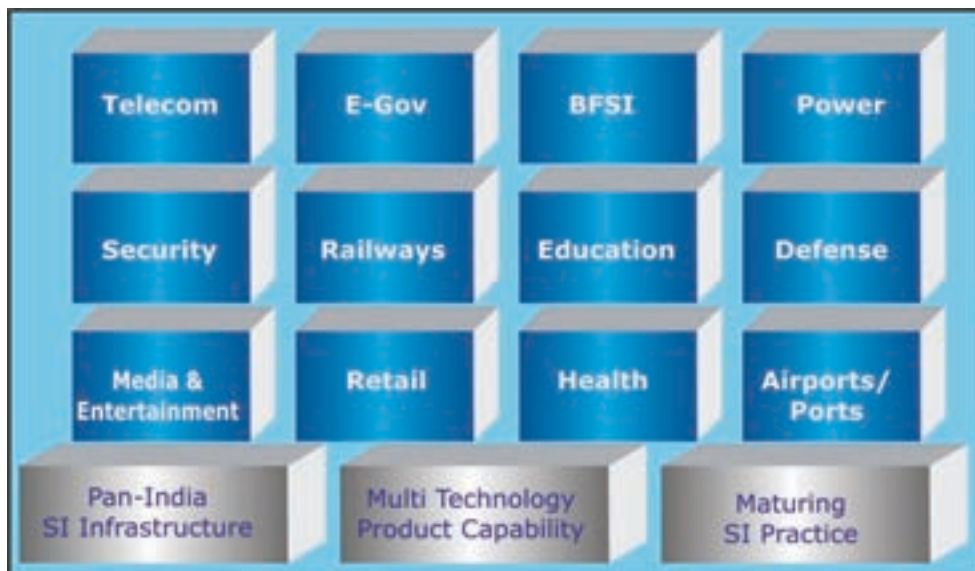 Telecom
E-Gov
BFSI
Power
Security
Railways
Education
Defense
Media &
Entertainment
Retail
Health
Airports/
Ports
Pan-India
SI Infrastructure
Multi Technology
Product Capability
Maturing
SI Practice